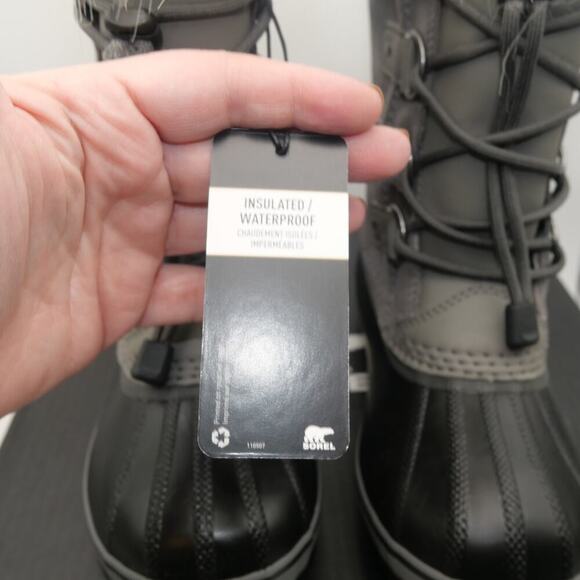 INSULATED /
WATERPROOF
CHAUDEMENT ISOLÉES /
IMPERMÉABLES
SOREL